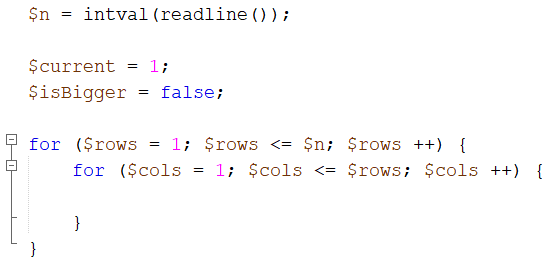 $n = intval(readline());
$current = 1;
$isBigger = false;
for ($rows = 1; $rows <= $n; $rows ++) {
for ($cols = 1; $cols <= $rows; $cols ++) {
}
}